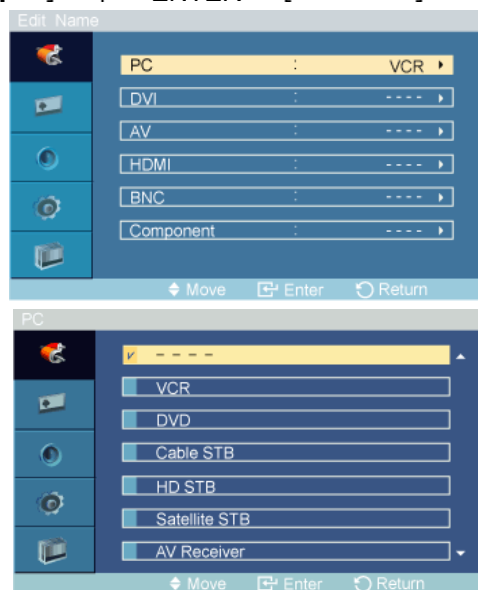 Edit Name
PC : VCR
DVI : - - - -
AV : - - - -
HDMI : - - - -
BNC : - - - -
Component : - - - -
Move Enter Return
PC
- - - -
VCR
DVD
Cable STB
HD STB
Satellite STB
AV Receiver
Move Enter Return